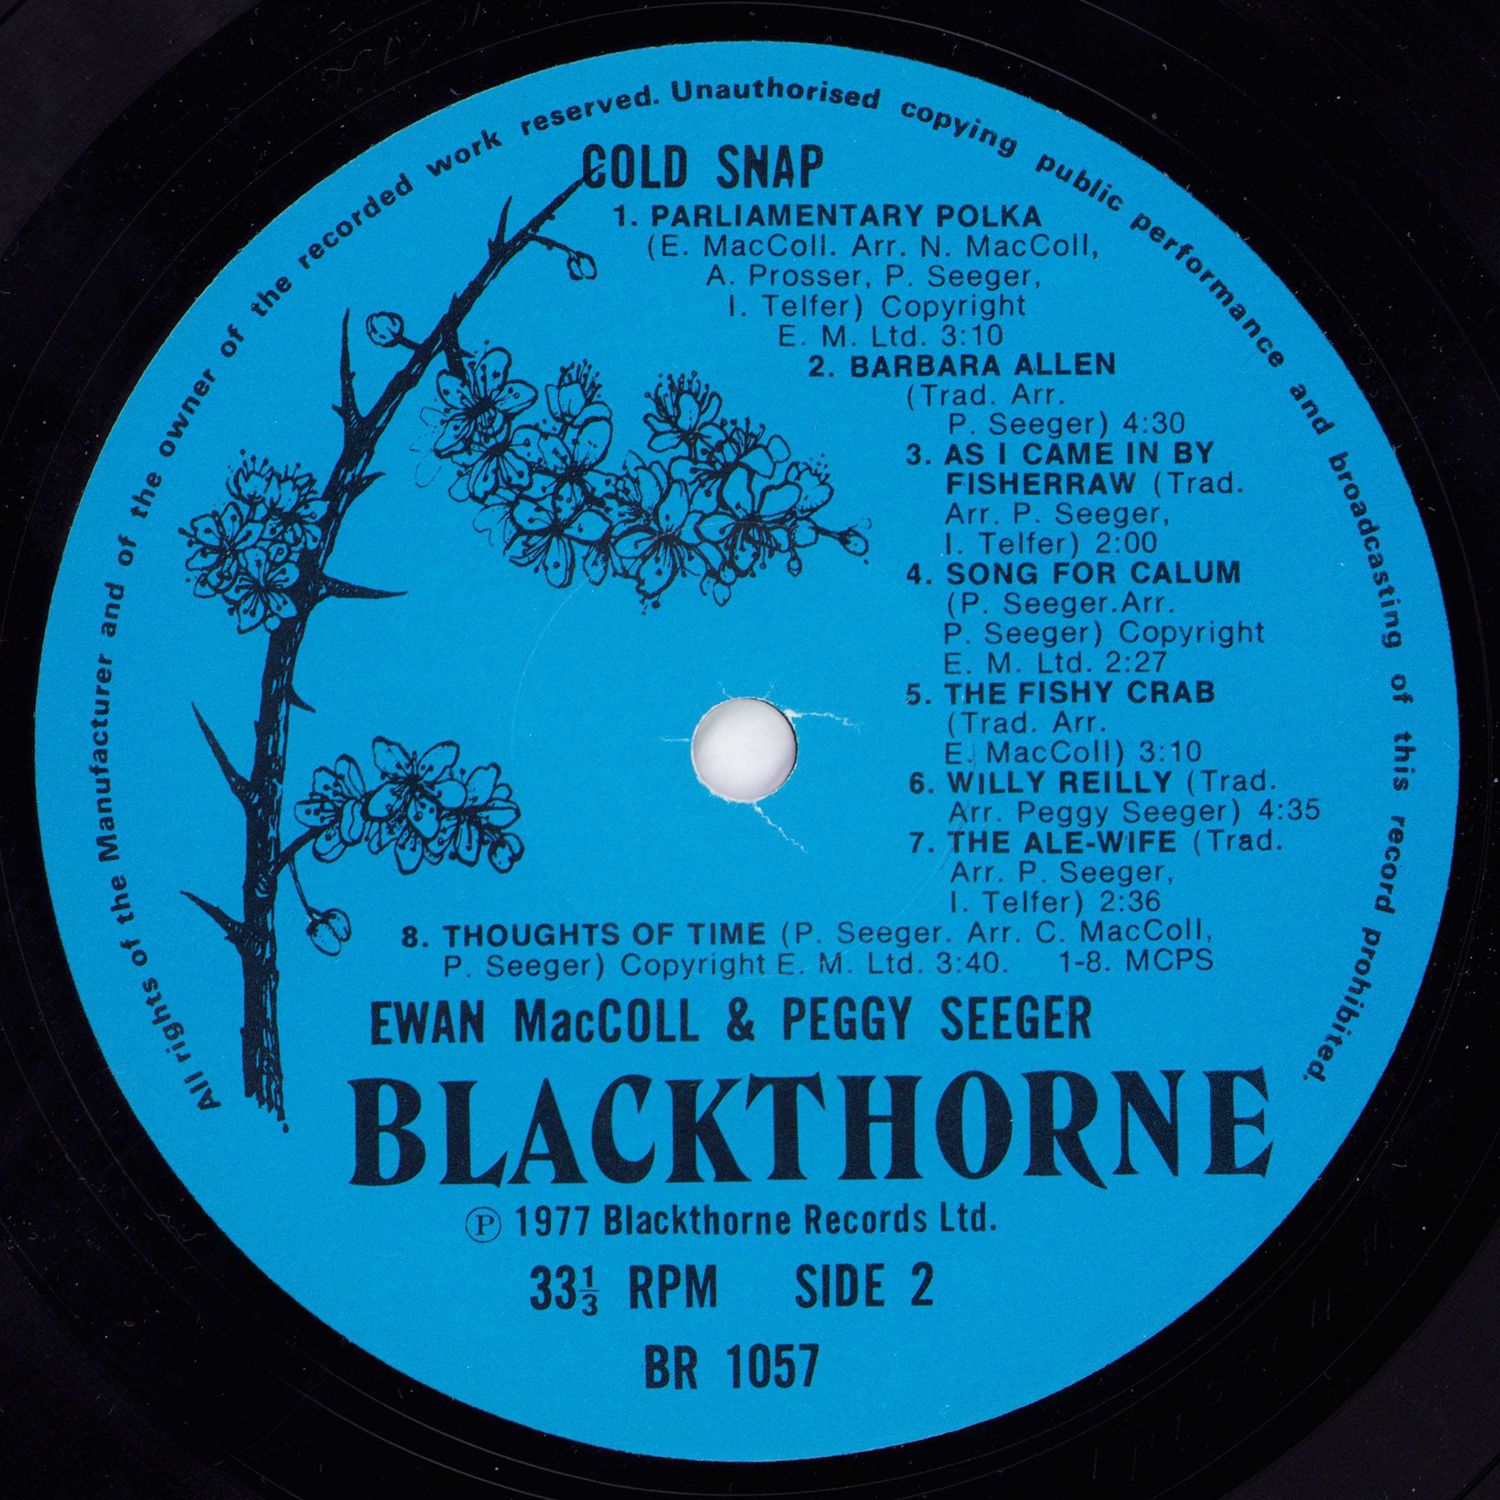 All rights of the Manufacturer and of the owner of the recorded work reserved. Unauthorised copying public performance and broadcasting of this record prohibited.
COLD SNAP
1. PARLIAMENTARY POLKA
(E. MacColl. Arr. N. MacColl,
A. Prosser, P. Seeger,
I. Telfer) Copyright
E. M. Ltd. 3:10
2. BARBARA ALLEN
(Trad. Arr.
P. Seeger) 4:30
3. AS I CAME IN BY
FISHERRAW (Trad.
Arr. P. Seeger,
I. Telfer) 2:00
4. SONG FOR CALUM
(P. Seeger.Arr.
P. Seeger) Copyright
E. M. Ltd. 2:27
5. THE FISHY CRAB
(Trad. Arr.
E. MacColl) 3:10
6. WILLY REILLY (Trad.
Arr. Peggy Seeger) 4:35
7. THE ALE-WIFE (Trad.
Arr. P. Seeger,
I. Telfer) 2:36
8. THOUGHTS OF TIME (P. Seeger. Arr. C. MacColl,
P. Seeger) Copyright E. M. Ltd. 3:40. 1-8. MCPS
EWAN MacCOLL & PEGGY SEEGER
BLACKTHORNE
Ⓟ 1977 Blackthorne Records Ltd.
33⅓ RPM SIDE 2
BR 1057